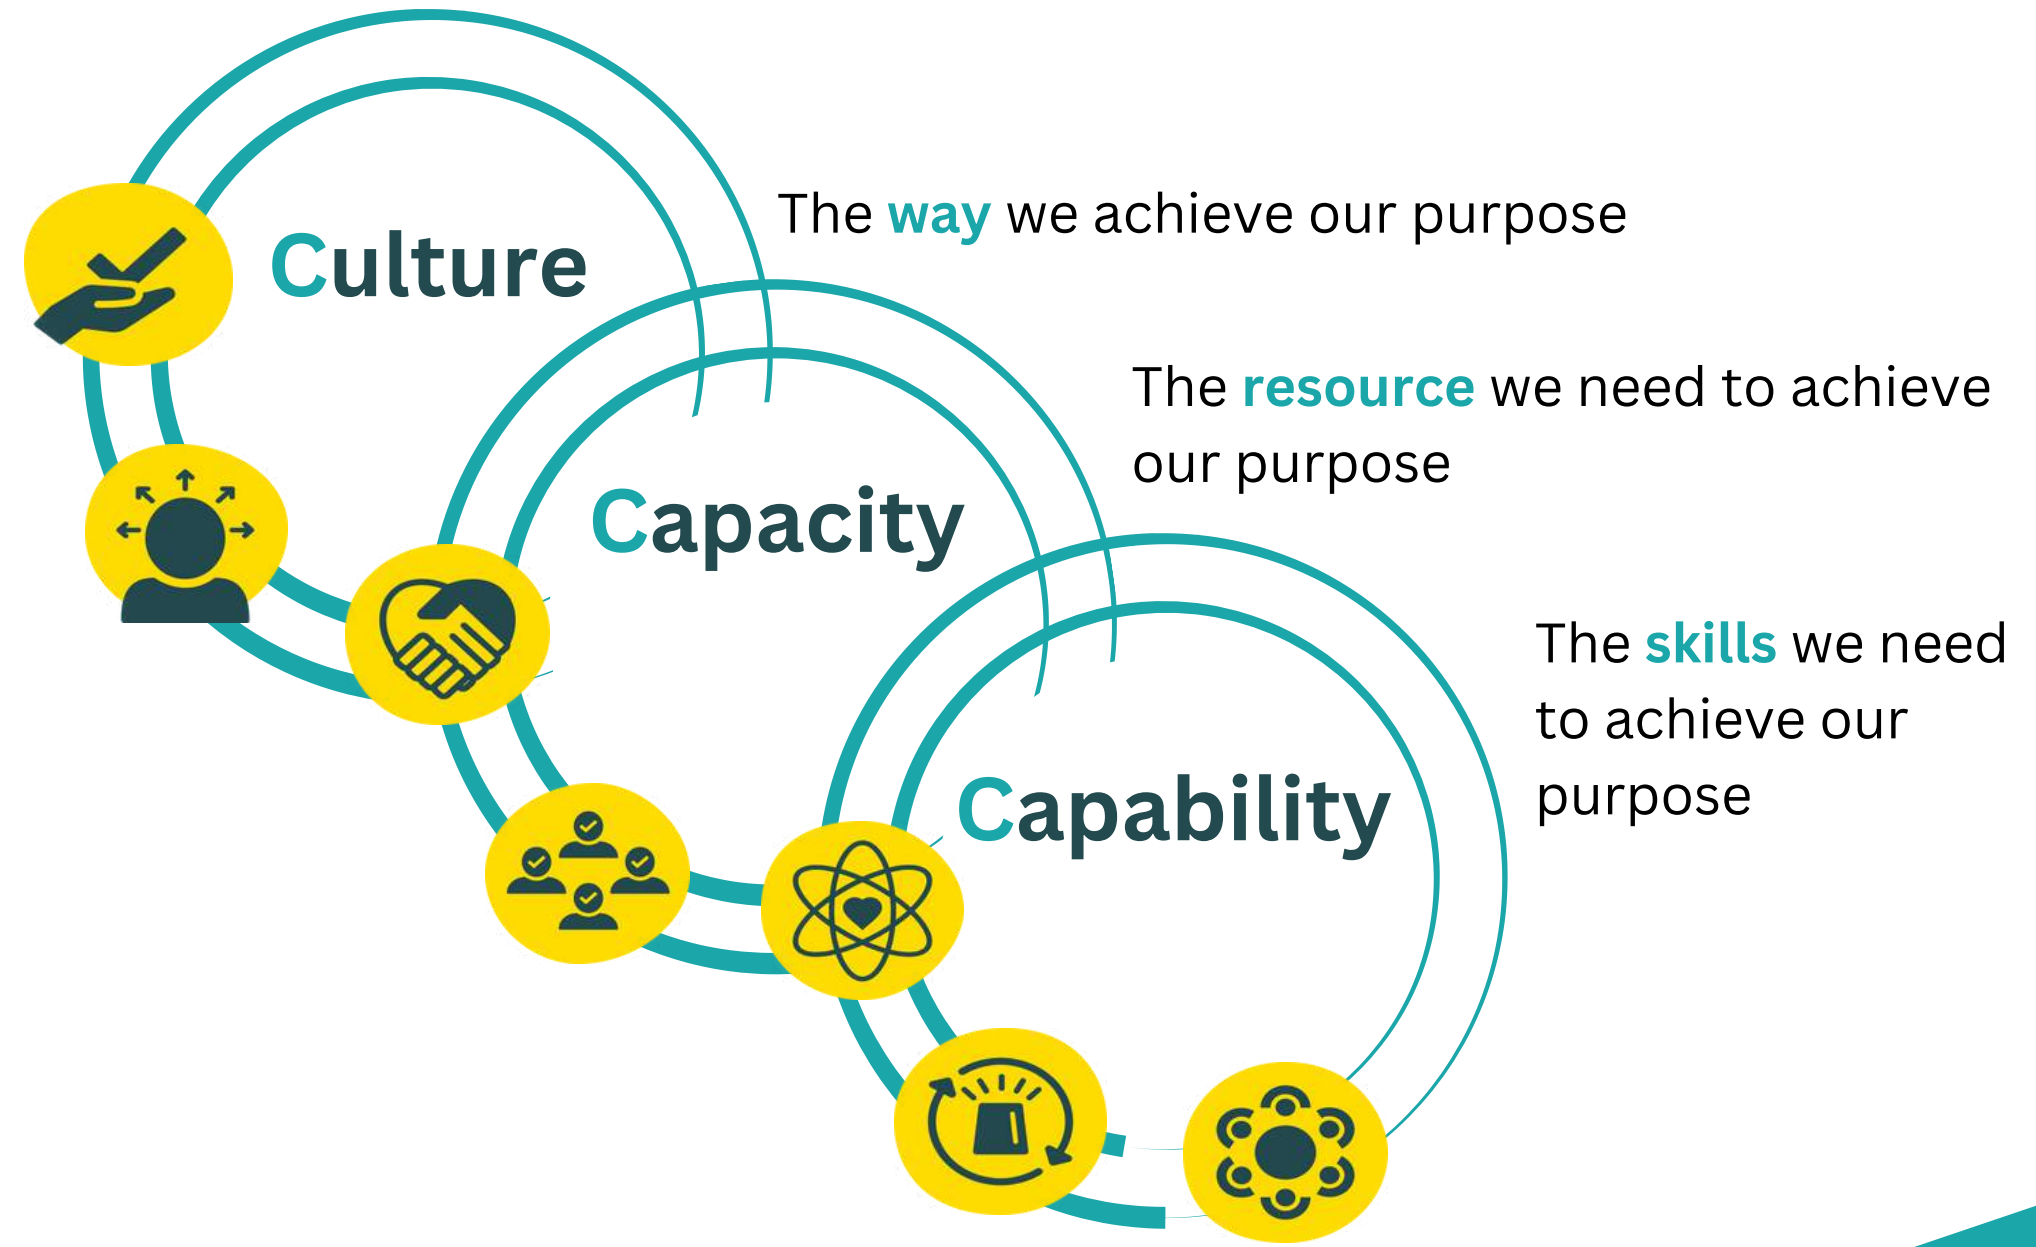 Culture
The way we achieve our purpose
Capacity
The resource we need to achieve
our purpose
Capability
The skills we need
to achieve our
purpose